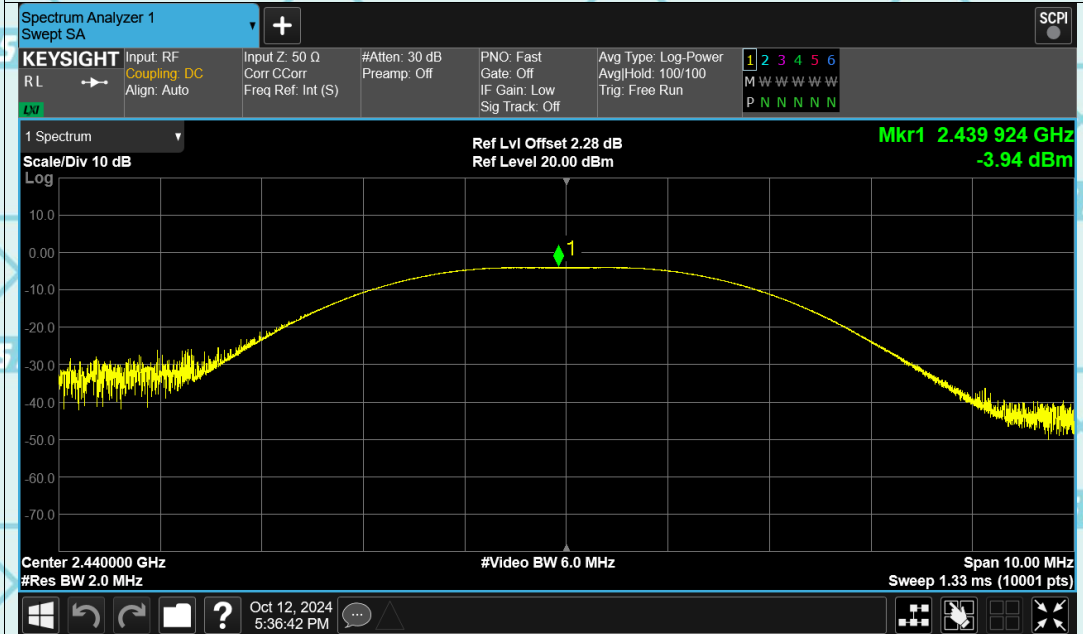 Spectrum Analyzer 1
Swept SA
+
SCPI
KEYSIGHT
R L
LXI
Input: RF
Coupling: DC
Align: Auto
Input Z: 50 Ω
Corr CCorr
Freq Ref: Int (S)
#Atten: 30 dB
Preamp: Off
PNO: Fast
Gate: Off
IF Gain: Low
Sig Track: Off
Avg Type: Log-Power
Avg|Hold: 100/100
Trig: Free Run
1 2 3 4 5 6
M W W W W W
P N N N N N
1 Spectrum
Scale/Div 10 dB
Log
Ref Lvl Offset 2.28 dB
Ref Level 20.00 dBm
Mkr1 2.439 924 GHz
-3.94 dBm
10.0
0.00
-10.0
-20.0
-30.0
-40.0
-50.0
-60.0
-70.0
1
Center 2.440000 GHz
#Res BW 2.0 MHz
#Video BW 6.0 MHz
Span 10.00 MHz
Sweep 1.33 ms (10001 pts)
?
Oct 12, 2024
5:36:42 PM